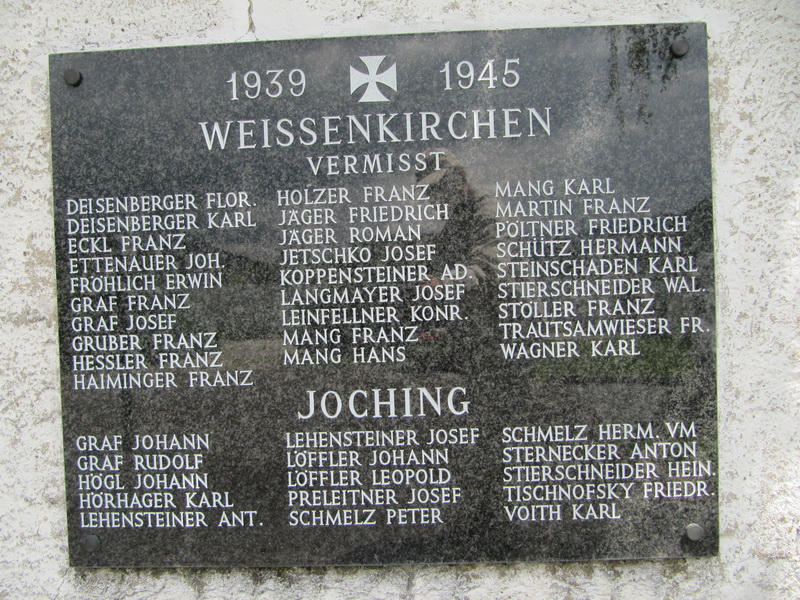 1939 1945
WEISSENKIRCHEN
VERMISST
DEISENBERGER FLOR.
DEISENBERGER KARL
ECKL FRANZ
ETTENAUER JOH.
FRÖHLICH ERWIN
GRAF FRANZ
GRAF JOSEF
GRUBER FRANZ
HESSLER FRANZ
HAIMINGER FRANZ
HOLZER FRANZ
JÄGER FRIEDRICH
JÄGER ROMAN
JETSCHKO JOSEF
KOPPENSTEINER AD.
LANGMAYER JOSEF
LEINFELLNER KONR.
MANG FRANZ
MANG HANS
MANG KARL
MARTIN FRANZ
PÖLTNER FRIEDRICH
SCHÜTZ HERMANN
STEINSCHADEN KARL
STIERSCHNEIDER WAL.
STÖLLER FRANZ
TRAUTSAMWIESER FR.
WAGNER KARL
JOCHING
GRAF JOHANN
GRAF RUDOLF
HÖGL JOHANN
HÖRHAGER KARL
LEHENSTEINER ANT.
LEHENSTEINER JOSEF
LÖFFLER JOHANN
LÖFFLER LEOPOLD
PRELEITNER JOSEF
SCHMELZ PETER
SCHMELZ HERM. VM
STERNECKER ANTON
STIERSCHNEIDER HEIN.
TISCHNOFSKY FRIEDR.
VOITH KARL